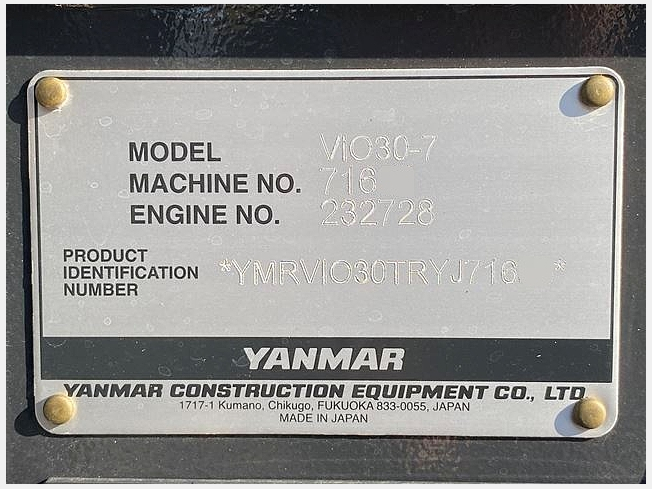 MODEL VIO30-7
MACHINE NO. 716
ENGINE NO. 232728
PRODUCT
IDENTIFICATION
NUMBER
*YMRVIO30TRYJ716 *
YANMAR
YANMAR CONSTRUCTION EQUIPMENT CO., LTD.
1717-1 Kumano, Chikugo, FUKUOKA 833-0055, JAPAN
MADE IN JAPAN